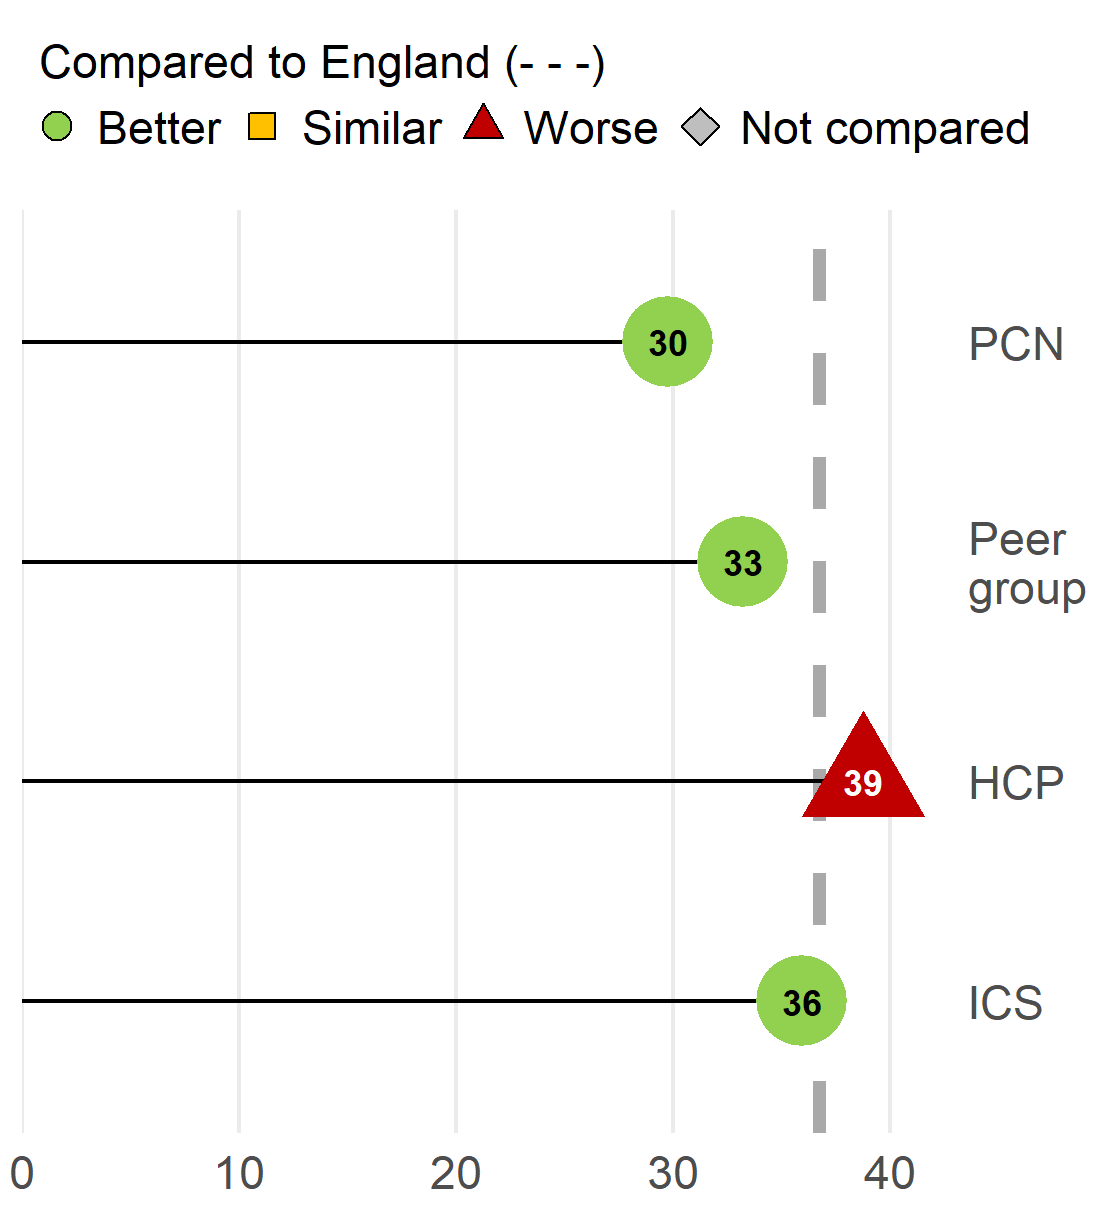 Compared to England (- - -)
Better Similar Worse Not compared
30 PCN
33 Peer
group
39 HCP
36 ICS
0 10 20 30 40